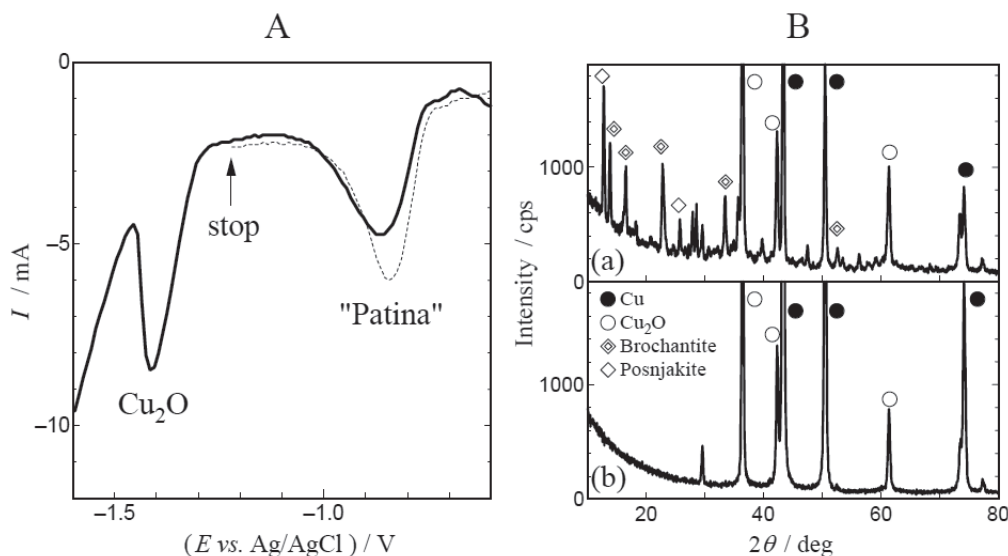 A
B
0
−5
−10
I / mA
stop
"Patina"
Cu₂O
−1.5
−1.0
(E vs. Ag/AgCl) / V
Intensity / cps
1000
0
(a)
Cu
Cu₂O
Brochantite
Posnjakite
1000
0
(b)
20
40
60
80
2θ / deg